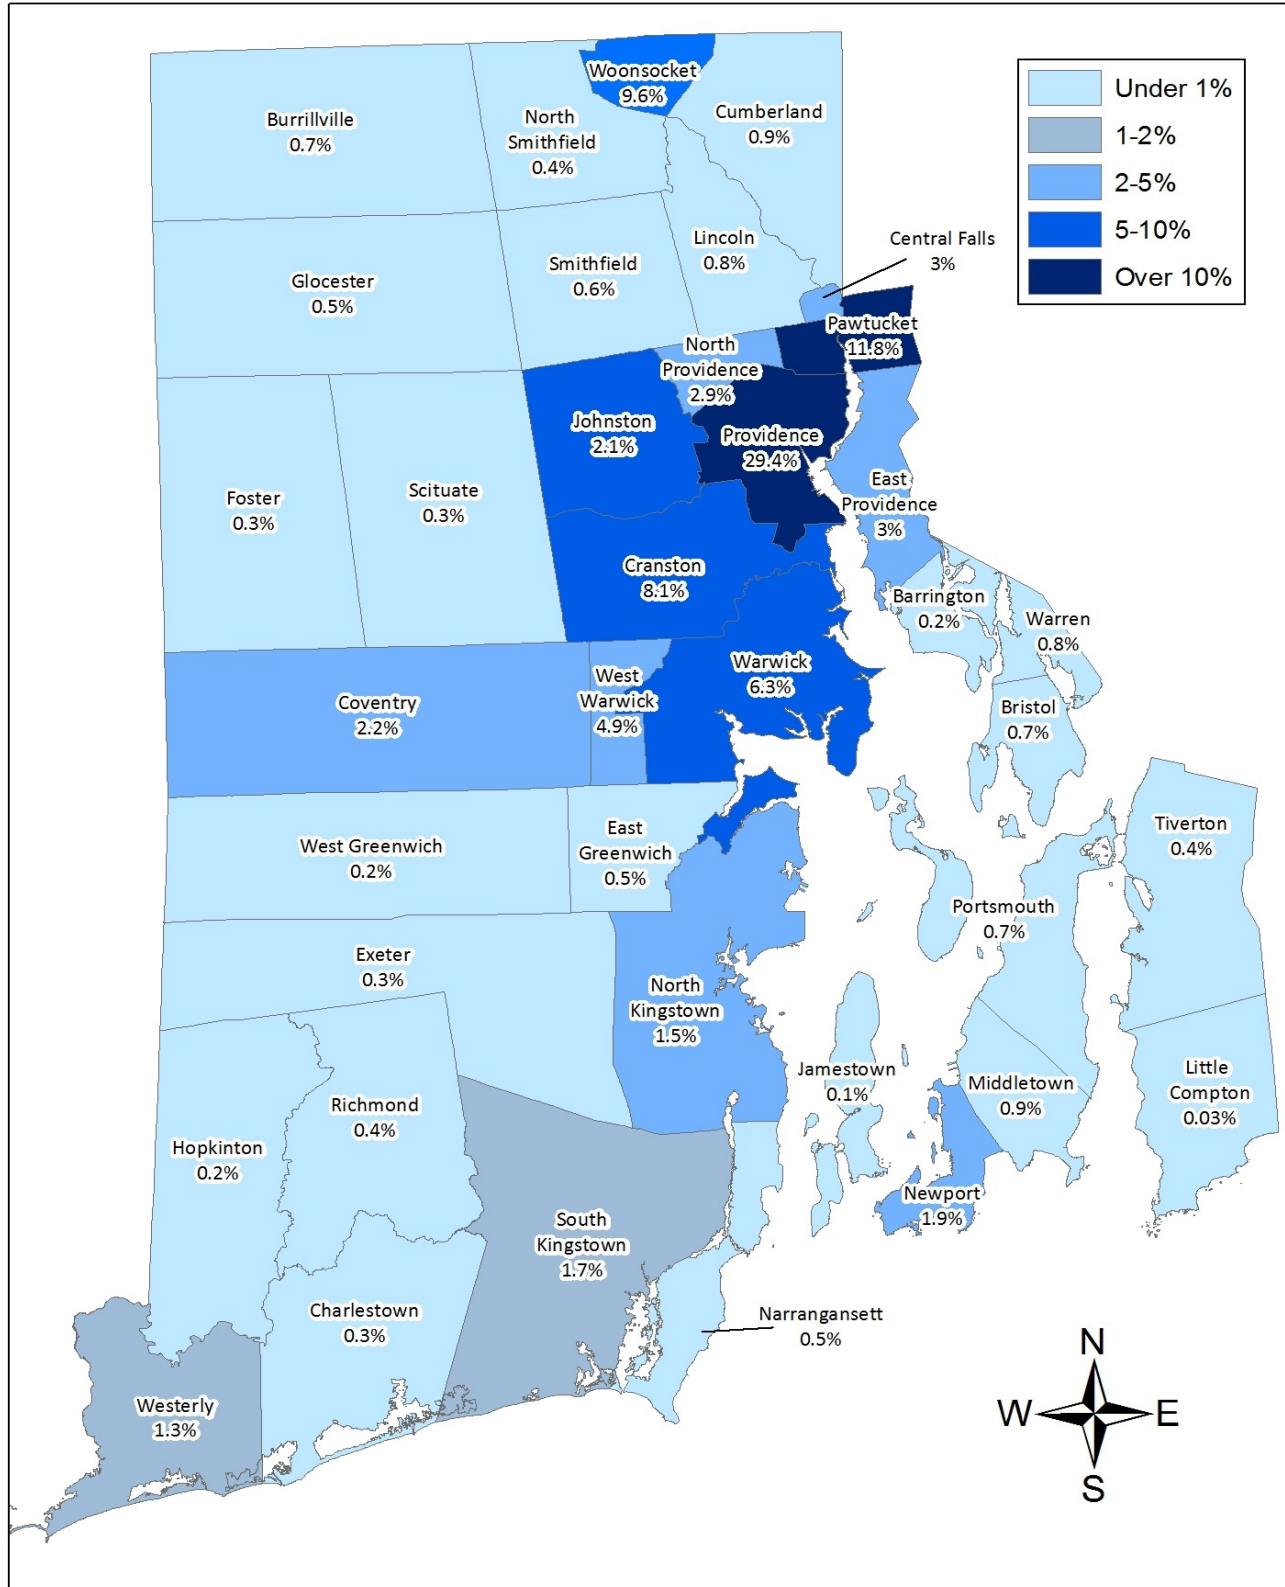 Woonsocket
9.6%
Burrillville
0.7%
North
Smithfield
0.4%
Cumberland
0.9%
Under 1%
1-2%
2-5%
5-10%
Over 10%
Glocester
0.5%
Smithfield
0.6%
Lincoln
0.8%
Central Falls
3%
Pawtucket
11.8%
North
Providence
2.9%
Johnston
2.1%
Providence
29.4%
Foster
0.3%
Scituate
0.3%
East
Providence
3%
Cranston
8.1%
Barrington
0.2%
Warren
0.8%
Coventry
2.2%
West
Warwick
4.9%
Warwick
6.3%
Bristol
0.7%
West Greenwich
0.2%
East
Greenwich
0.5%
Tiverton
0.4%
Portsmouth
0.7%
Exeter
0.3%
North
Kingstown
1.5%
Jamestown
0.1%
Middletown
0.9%
Little
Compton
0.03%
Richmond
0.4%
Hopkinton
0.2%
Newport
1.9%
South
Kingstown
1.7%
Charlestown
0.3%
Narrangansett
0.5%
Westerly
1.3%
N
W
E
S